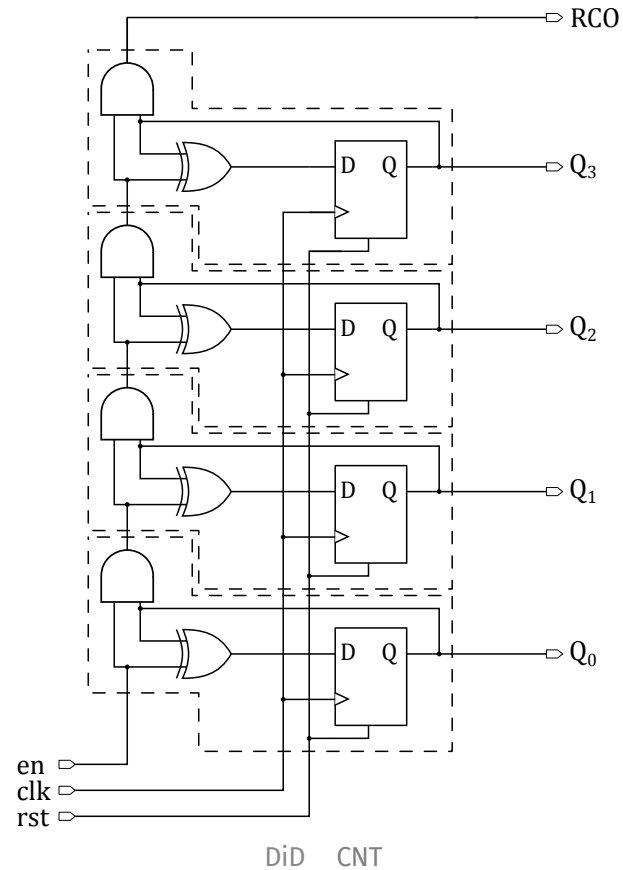 RCO
D Q Q₃
D Q Q₂
D Q Q₁
D Q Q₀
en
clk
rst
DiD CNT